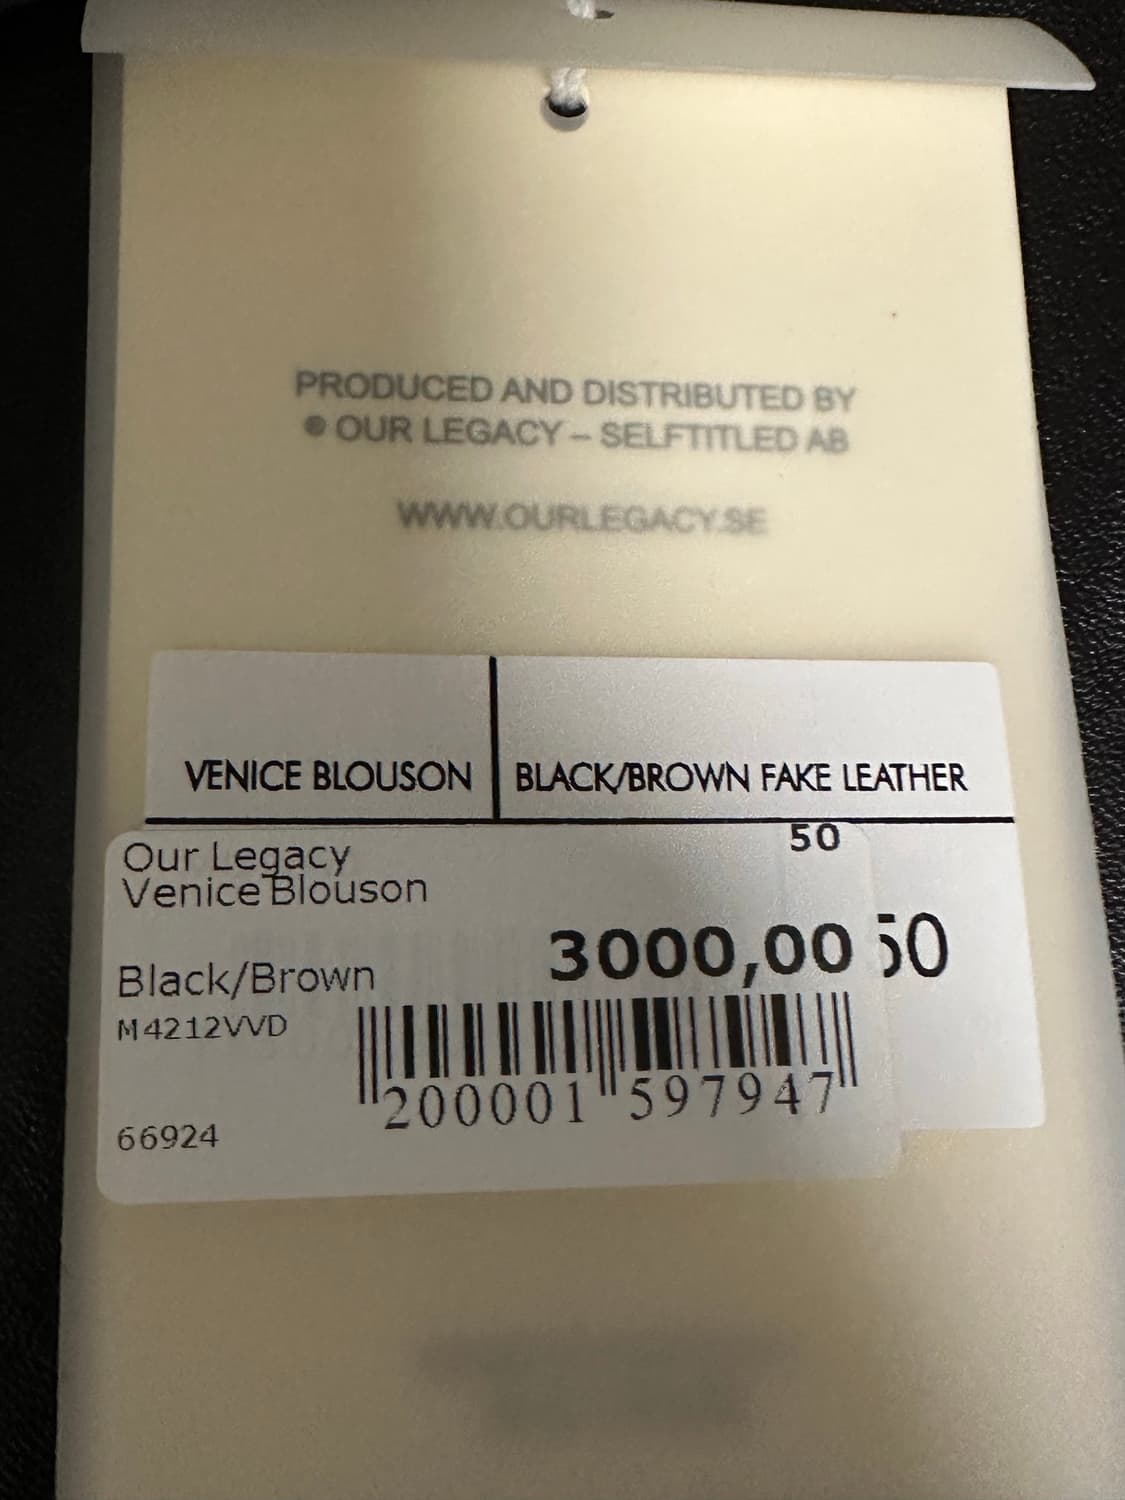 PRODUCED AND DISTRIBUTED BY
® OUR LEGACY – SELFTITLED AB
WWW.OURLEGACY.SE
VENICE BLOUSON
BLACK/BROWN FAKE LEATHER
50
Our Legacy
Venice Blouson
3000,00
50
Black/Brown
M4212VVD
200001 597947
66924